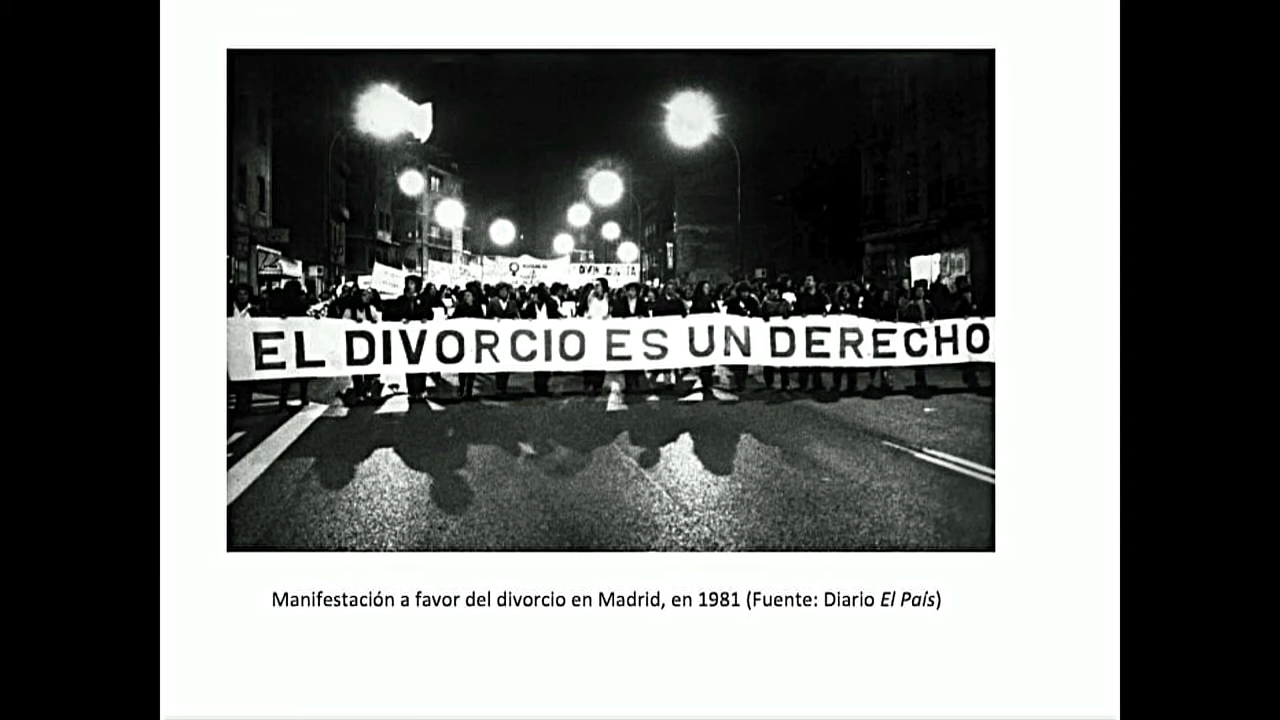 EL DIVORCIO ES UN DERECHO
Manifestación a favor del divorcio en Madrid, en 1981 (Fuente: Diario El País)